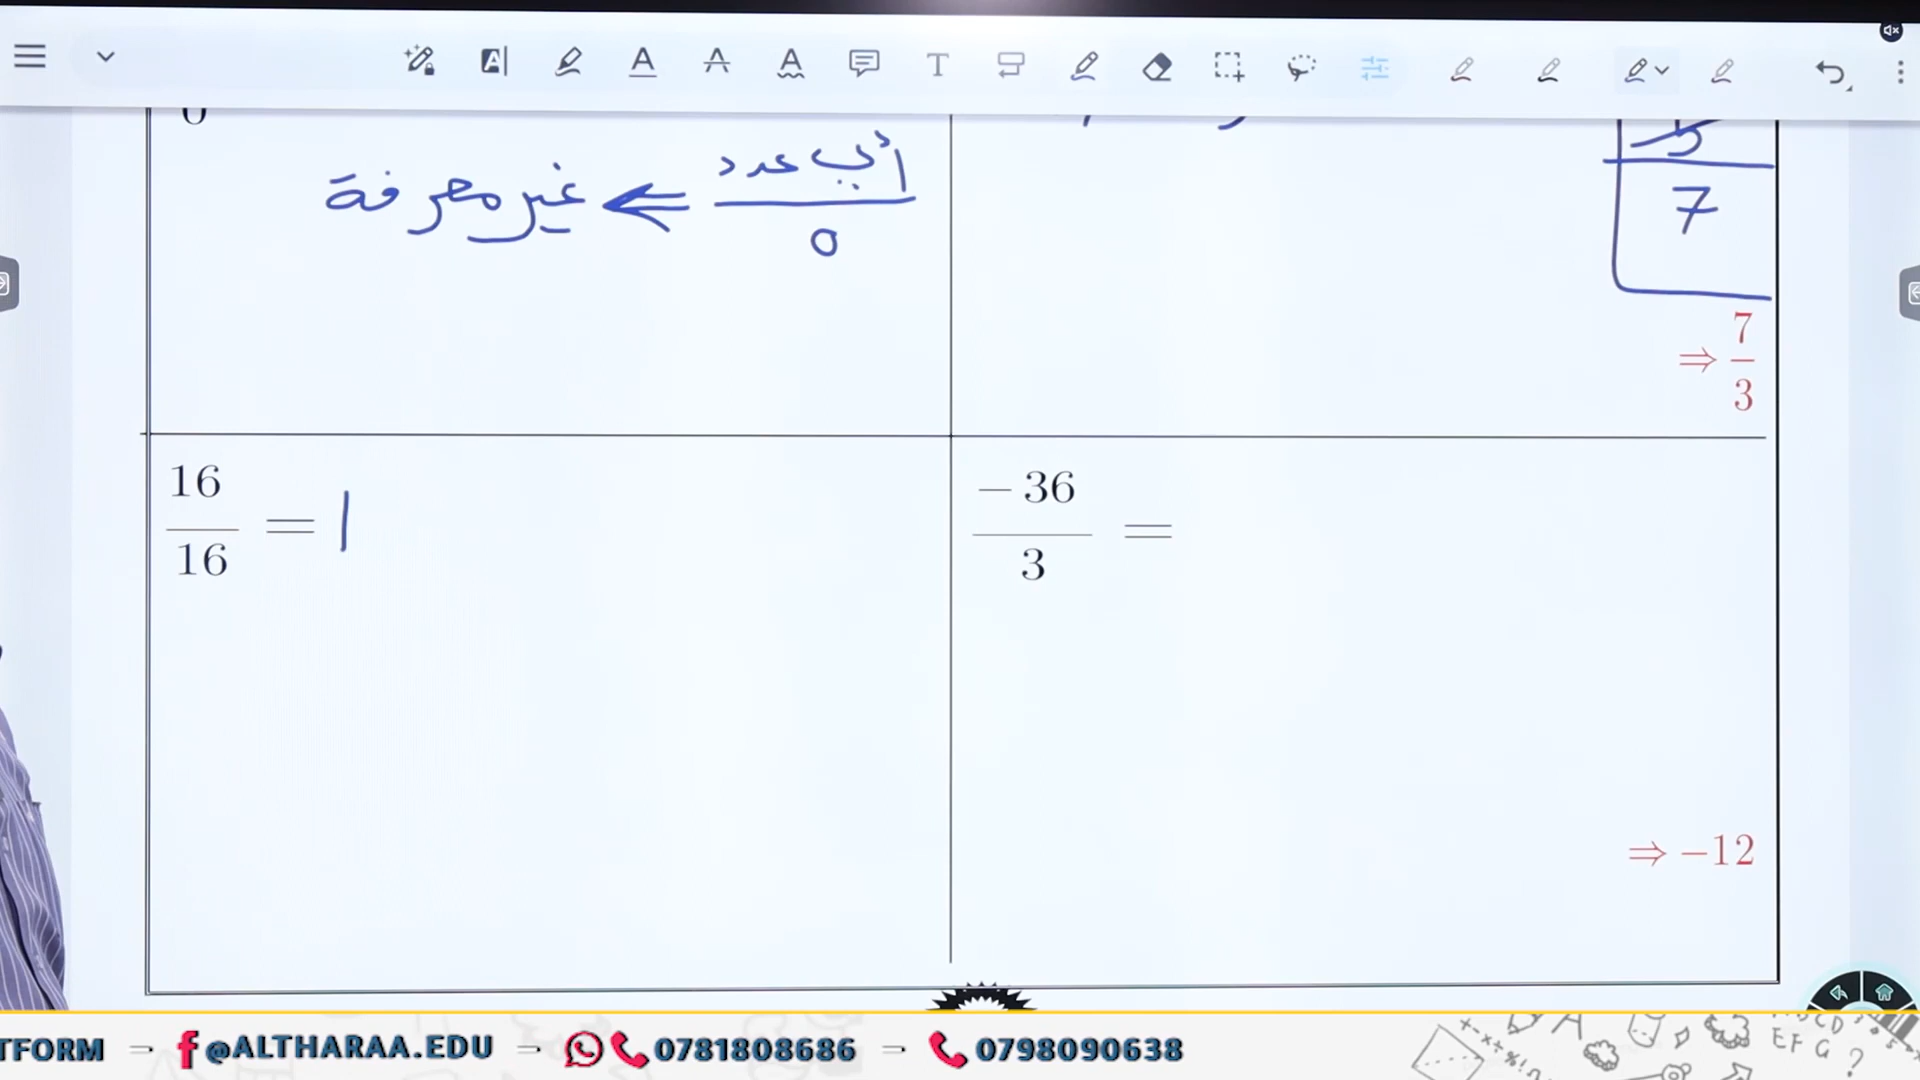 أي عدد / 0 ⇐ غير معرفة
5
7
⇒ 7/3
16/16 = 1
-36/3 =
⇒ -12
TFORM - @ALTHARAA.EDU - 0781808686 - 0798090638